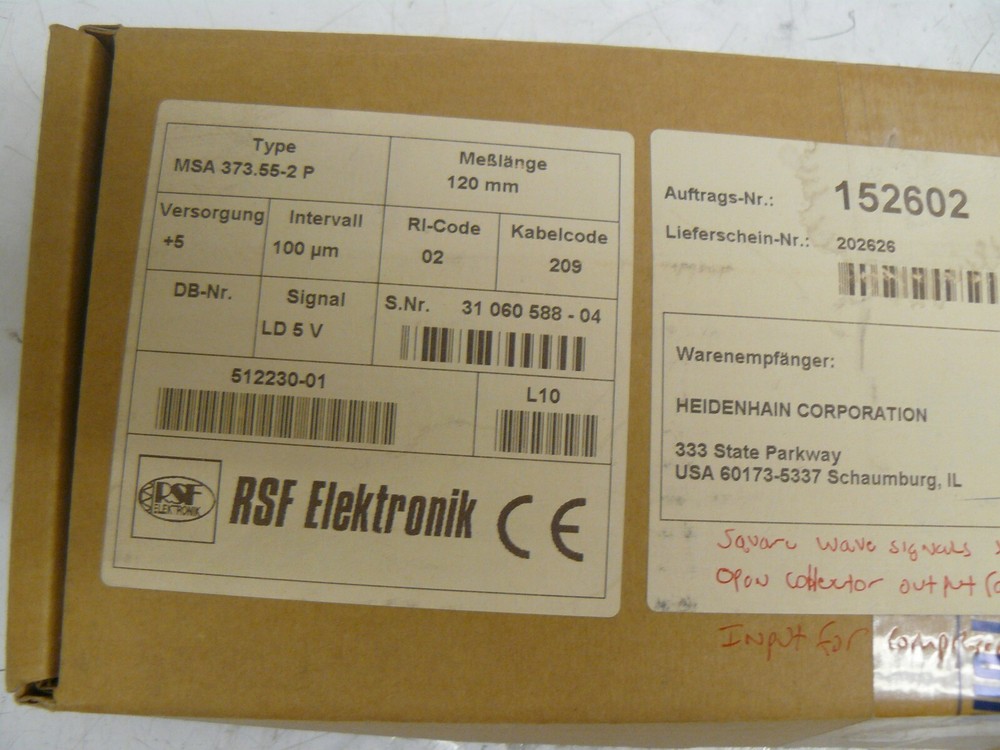 Type
MSA 373.55-2 P
Meßlänge
120 mm
Versorgung
+5
Intervall
100 µm
RI-Code
02
Kabelcode
209
DB-Nr.
Signal
LD 5 V
S.Nr. 31 060 588 - 04
512230-01
L10
RSF
ELEKTRONIK
RSF Elektronik CE
Auftrags-Nr.: 152602
Lieferschein-Nr.: 202626
Warenempfänger:
HEIDENHAIN CORPORATION
333 State Parkway
USA 60173-5337 Schaumburg, IL
Square wave signals
Open collector output
Input for